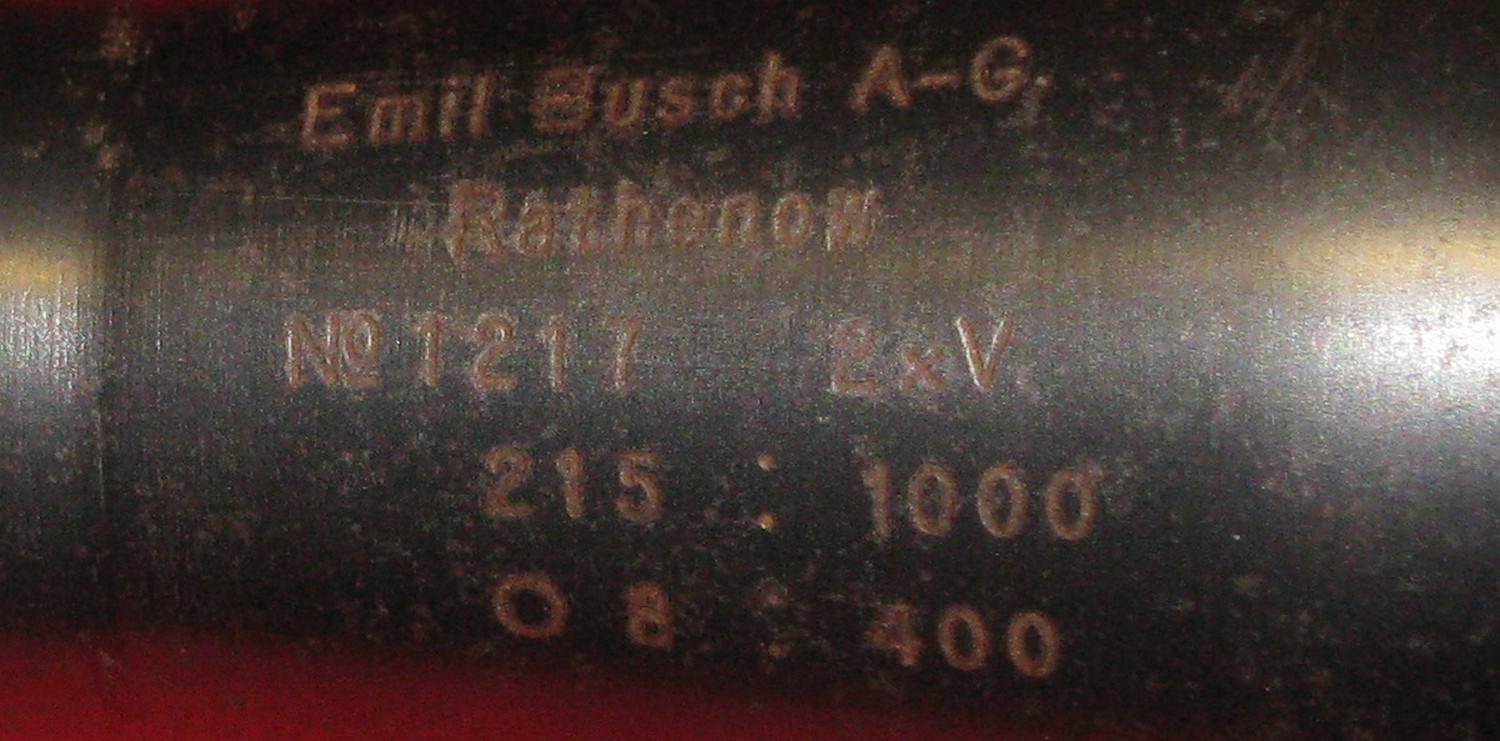 Emil Busch A-G.
Rathenow
№ 1217 2xV.
215 : 1000
O 8 : 400